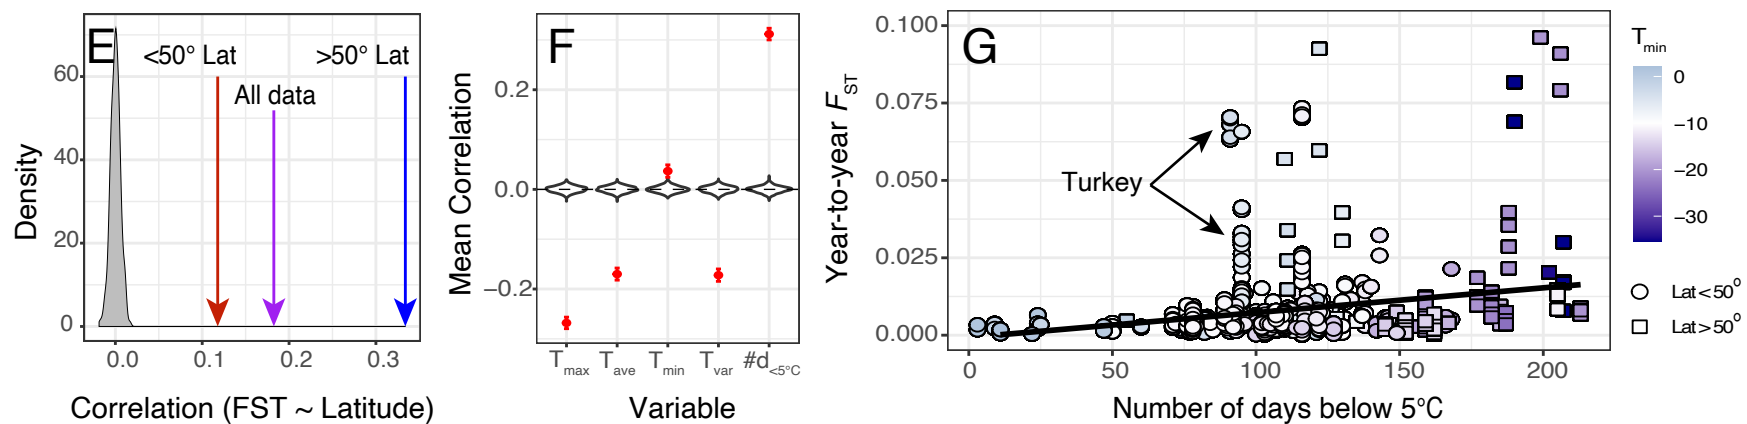 E
<50° Lat
>50° Lat
All data
60
40
20
0
Density
0.0
0.1
0.2
0.3
Correlation (FST ~ Latitude)
F
0.2
0.0
−0.2
Mean Correlation
Tmax
Tave
Tmin
Tvar
#d<5°C
Variable
G
0.100
0.075
0.050
0.025
0.000
Year-to-year FST
Turkey
0
50
100
150
200
Number of days below 5°C
Tmin
0
−10
−20
−30
Lat<50°
Lat>50°